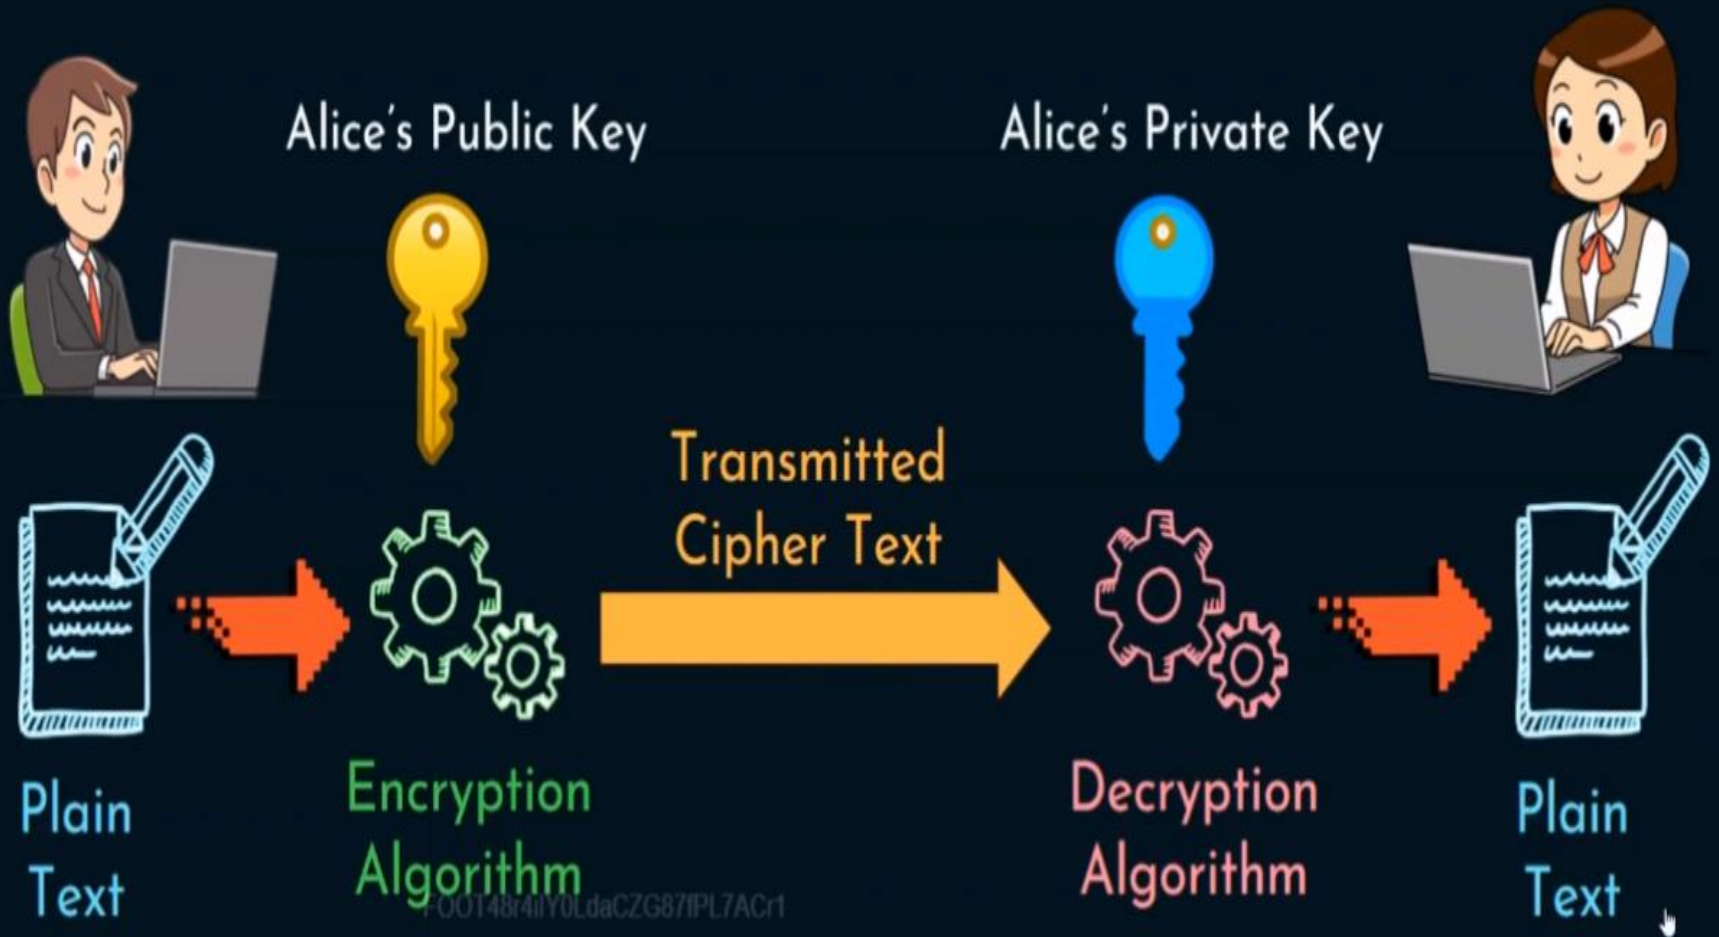 Alice's Public Key
Alice's Private Key
Transmitted
Cipher Text
Plain
Text
Encryption
Algorithm
Decryption
Algorithm
Plain
Text